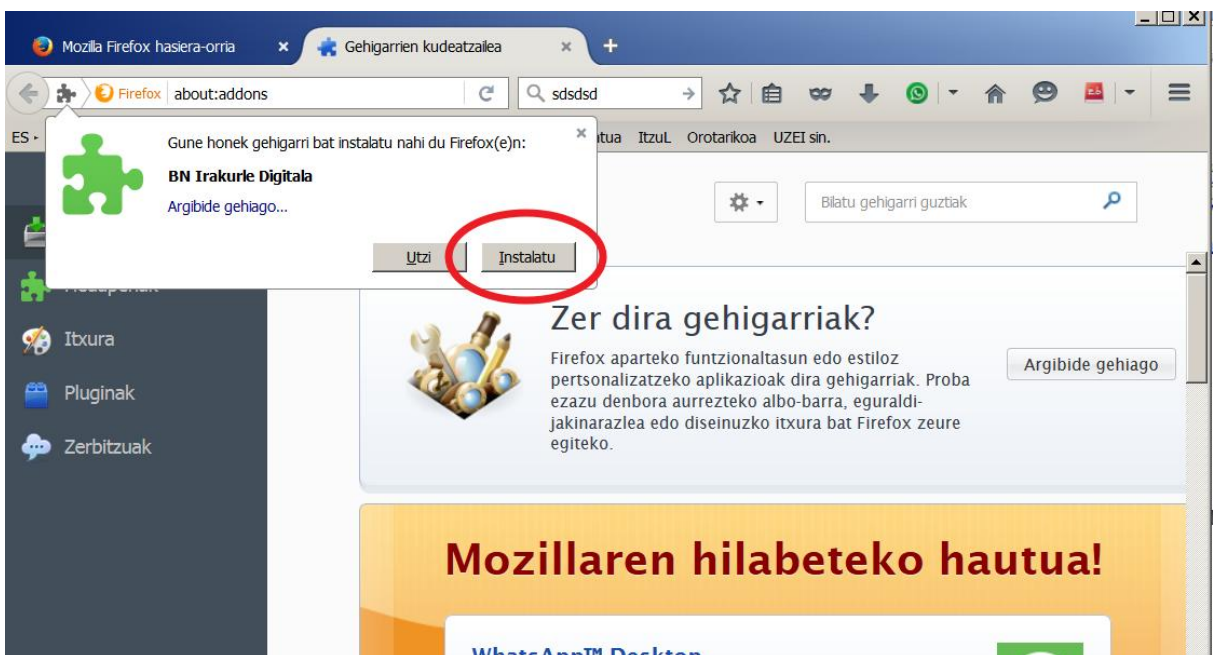 Mozilla Firefox hasiera-orria
Gehigarrien kudeatzailea
Firefox about:addons
sdsdsd
ES
ItzuL Orotarikoa UZEI sin.
Gune honek gehigarri bat instalatu nahi du Firefox(e)n:
BN Irakurle Digitala
Argibide gehiago...
Utzi Instalatu
Bilatu gehigarri guztiak
Itxura
Pluginak
Zerbitzuak
Zer dira gehigarriak?
Firefox aparteko funtzionaltasun edo estiloz
pertsonalizatzeko aplikazioak dira gehigarriak. Proba
ezazu denbora aurrezteko albo-barra, eguraldi-
jakinarazlea edo diseinuzko itxura bat Firefox zeure
egiteko.
Argibide gehiago
Mozillaren hilabeteko hautua!
WhatsApp™ Desktop